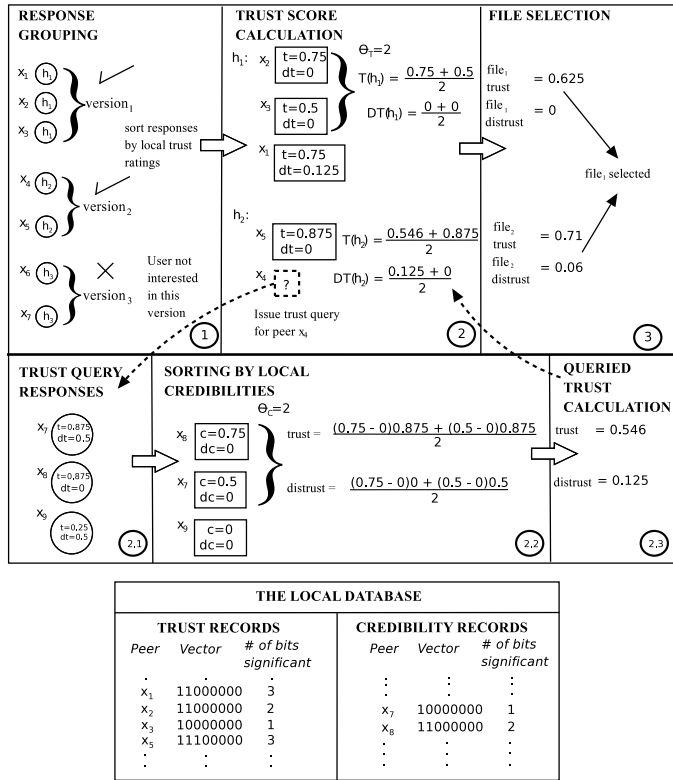 RESPONSE GROUPING
x1 h1
x2 h1
x3 h1
version1
sort responses
by local trust
ratings
x4 h2
x5 h2
version2
x6 h3
x7 h3
version3
User not
interested
in this
version
1
TRUST SCORE CALCULATION
h1:
x2 t=0.75 dt=0
x3 t=0.5 dt=0
x1 t=0.75 dt=0.125
ΘT=2
T(h1) = (0.75 + 0.5) / 2
DT(h1) = (0 + 0) / 2
h2:
x5 t=0.875 dt=0
T(h2) = (0.546 + 0.875) / 2
x4 ?
DT(h2) = (0.125 + 0) / 2
Issue trust query
for peer x4
2
FILE SELECTION
file1 trust = 0.625
file1 distrust = 0
file1 selected
file2 trust = 0.71
file2 distrust = 0.06
3
TRUST QUERY RESPONSES
x7 t=0.875 dt=0.5
x8 t=0,875 dt=0
x9 t=0,25 dt=0.5
2,1
SORTING BY LOCAL CREDIBILITIES
ΘC=2
x8 c=0.75 dc=0
x7 c=0.5 dc=0
x9 c=0 dc=0
trust = ((0.75 - 0)0.875 + (0.5 - 0)0.875) / 2
distrust = ((0.75 - 0)0 + (0.5 - 0)0.5) / 2
2,2
QUERIED TRUST CALCULATION
trust = 0.546
distrust = 0.125
2,3
THE LOCAL DATABASE
TRUST RECORDS
Peer Vector # of bits significant
x1 11000000 3
x2 11000000 2
x3 10000000 1
x5 11100000 3
CREDIBILITY RECORDS
Peer Vector # of bits significant
x7 10000000 1
x8 11000000 2